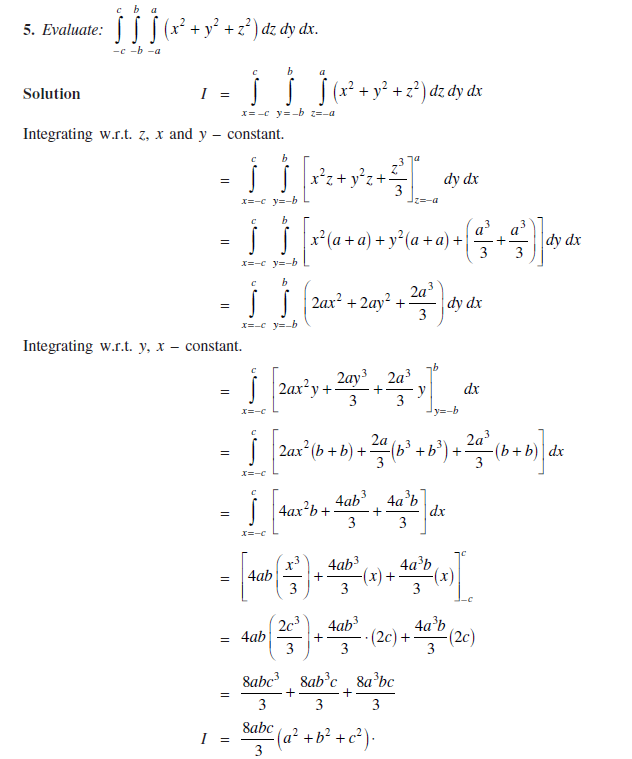 5. Evaluate: ∫_{-c}^{c} ∫_{-b}^{b} ∫_{-a}^{a} (x² + y² + z²) dz dy dx.
Solution I = ∫_{x=-c}^{c} ∫_{y=-b}^{b} ∫_{z=-a}^{a} (x² + y² + z²) dz dy dx
Integrating w.r.t. z, x and y – constant.
= ∫_{x=-c}^{c} ∫_{y=-b}^{b} [x²z + y²z + z³/3]_{z=-a}^{a} dy dx
= ∫_{x=-c}^{c} ∫_{y=-b}^{b} [x²(a + a) + y²(a + a) + (a³/3 + a³/3)] dy dx
= ∫_{x=-c}^{c} ∫_{y=-b}^{b} (2ax² + 2ay² + 2a³/3) dy dx
Integrating w.r.t. y, x – constant.
= ∫_{x=-c}^{c} [2ax²y + 2ay³/3 + 2a³/3 y]_{y=-b}^{b} dx
= ∫_{x=-c}^{c} [2ax²(b + b) + 2a/3 (b³ + b³) + 2a³/3 (b + b)] dx
= ∫_{x=-c}^{c} [4ax²b + 4ab³/3 + 4a³b/3] dx
= [4ab (x³/3) + 4ab³/3 (x) + 4a³b/3 (x)]_{-c}^{c}
= 4ab (2c³/3) + 4ab³/3 · (2c) + 4a³b/3 (2c)
= 8abc³/3 + 8ab³c/3 + 8a³bc/3
I = 8abc/3 (a² + b² + c²)·